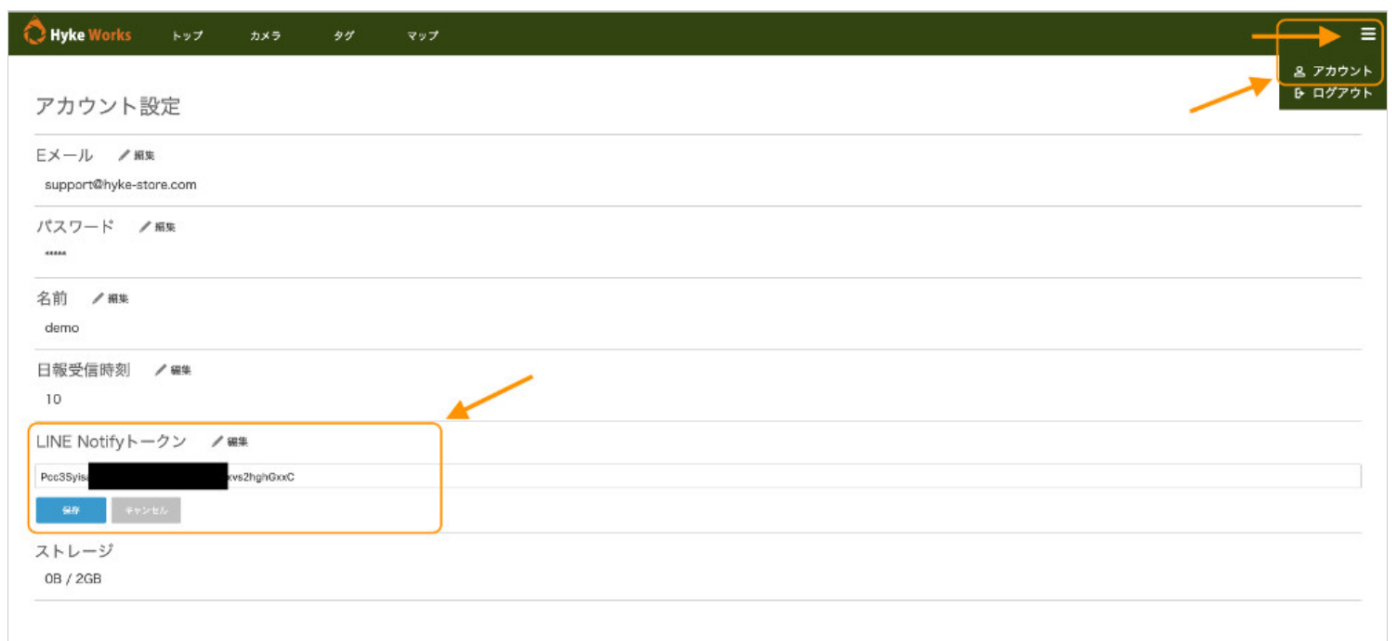 Hyke Works トップ カメラ タグ マップ
アカウント
ログアウト
アカウント設定
Eメール 編集
support@hyke-store.com
パスワード 編集
*****
名前 編集
demo
日報受信時刻 編集
10
LINE Notifyトークン 編集
Pcc3Syis xvs2hghGxxC
保存 キャンセル
ストレージ
0B / 2GB